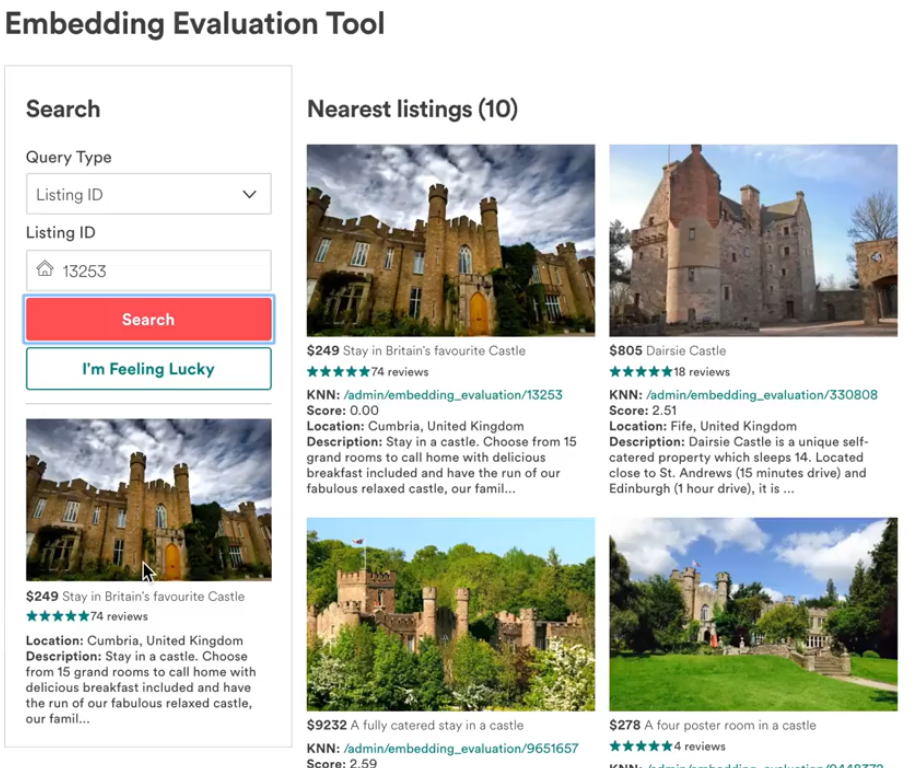 Embedding Evaluation Tool
Search
Query Type
Listing ID
Listing ID
13253
Search
I'm Feeling Lucky
$249 Stay in Britain's favourite Castle
74 reviews
Location: Cumbria, United Kingdom
Description: Stay in a castle. Choose
from 15 grand rooms to call home with
delicious breakfast included and have
the run of our fabulous relaxed castle,
our famil...
Nearest listings (10)
$249 Stay in Britain's favourite Castle
74 reviews
KNN: /admin/embedding_evaluation/13253
Score: 0.00
Location: Cumbria, United Kingdom
Description: Stay in a castle. Choose from 15
grand rooms to call home with delicious
breakfast included and have the run of our
fabulous relaxed castle, our famil...
$805 Dairsie Castle
18 reviews
KNN: /admin/embedding_evaluation/330808
Score: 2.51
Location: Fife, United Kingdom
Description: Dairsie Castle is a unique self-
catered property which sleeps 14. Located
close to St. Andrews (15 minutes drive) and
Edinburgh (1 hour drive), it is ...
$9232 A fully catered stay in a castle
KNN: /admin/embedding_evaluation/9651657
Score: 2.59
$278 A four poster room in a castle
4 reviews